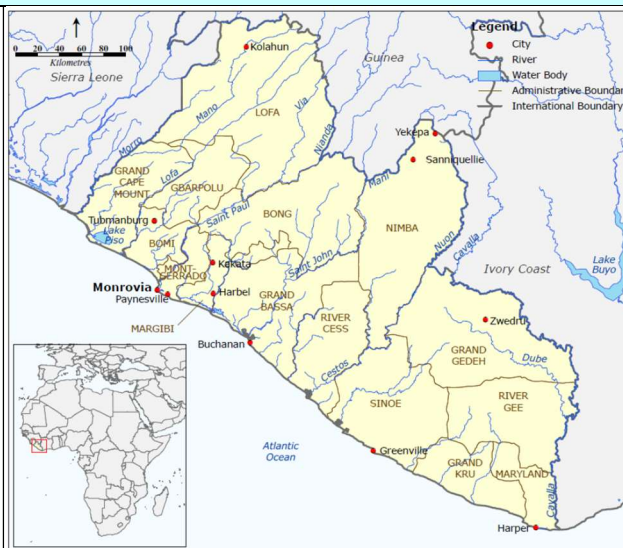 0 20 40 60 80 100
Kilometres
Legend
City
River
Water Body
Administrative Boundar
International Boundary
Sierra Leone
Guinea
Kolahun
LOFA
Mano
Via
Nianda
Morro
Yekepa
Sanniquellie
Mani
GRAND
CAPE
MOUNT
Lofa
GBARPOLU
Saint Paul
BONG
NIMBA
Nuon
Cavalla
Tubmanburg
Lake
Piso
BOMI
Kakata
Saint John
Ivory Coast
Lake
Buyo
MONT-
SERRADO
Monrovia
Paynesville
Harbel
GRAND
BASSA
MARGIBI
RIVER
CESS
Zwedru
Buchanan
GRAND
GEDEH
Dube
Cestos
SINOE
RIVER
GEE
Atlantic
Ocean
Greenville
GRAND
KRU
MARYLAND
Cavalla
Harper